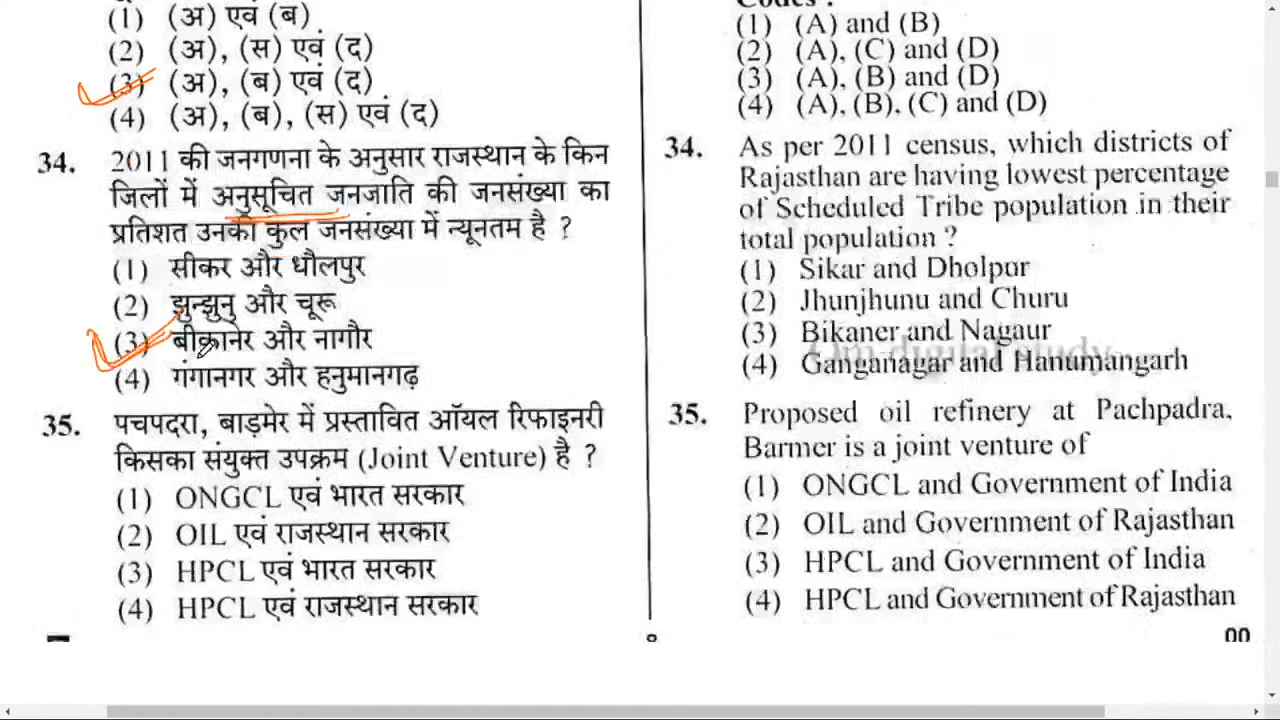 (1) (अ) एवं (ब)
(2) (अ), (स) एवं (द)
(3) (अ), (ब) एवं (द)
(4) (अ), (ब), (स) एवं (द)
34. 2011 की जनगणना के अनुसार राजस्थान के किन
जिलों में अनुसूचित जनजाति की जनसंख्या का
प्रतिशत उनकी कुल जनसंख्या में न्यूनतम है ?
(1) सीकर और धौलपुर
(2) झुन्झुनु और चूरू
(3) बीकानेर और नागौर
(4) गंगानगर और हनुमानगढ़
35. पचपदरा, बाड़मेर में प्रस्तावित ऑयल रिफाइनरी
किसका संयुक्त उपक्रम (Joint Venture) है ?
(1) ONGCL एवं भारत सरकार
(2) OIL एवं राजस्थान सरकार
(3) HPCL एवं भारत सरकार
(4) HPCL एवं राजस्थान सरकार
Codes :
(1) (A) and (B)
(2) (A), (C) and (D)
(3) (A), (B) and (D)
(4) (A), (B), (C) and (D)
34. As per 2011 census, which districts of
Rajasthan are having lowest percentage
of Scheduled Tribe population in their
total population ?
(1) Sikar and Dholpur
(2) Jhunjhunu and Churu
(3) Bikaner and Nagaur
(4) Ganganagar and Hanumangarh
Om digital study
35. Proposed oil refinery at Pachpadra,
Barmer is a joint venture of
(1) ONGCL and Government of India
(2) OIL and Government of Rajasthan
(3) HPCL and Government of India
(4) HPCL and Government of Rajasthan
00